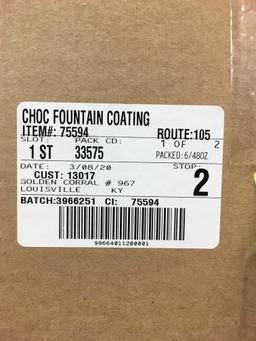 CHOC FOUNTAIN COATING
ITEM#: 75594 ROUTE:105
SLOT: PACK CD: 1 OF 2
1 ST 33575 PACKED:6/48OZ
DATE: 3/08/20 STOP:
CUST: 13017 2
GOLDEN CORRAL # 967
LOUISVILLE KY
BATCH:3966251 CI: 75594
99664011200001